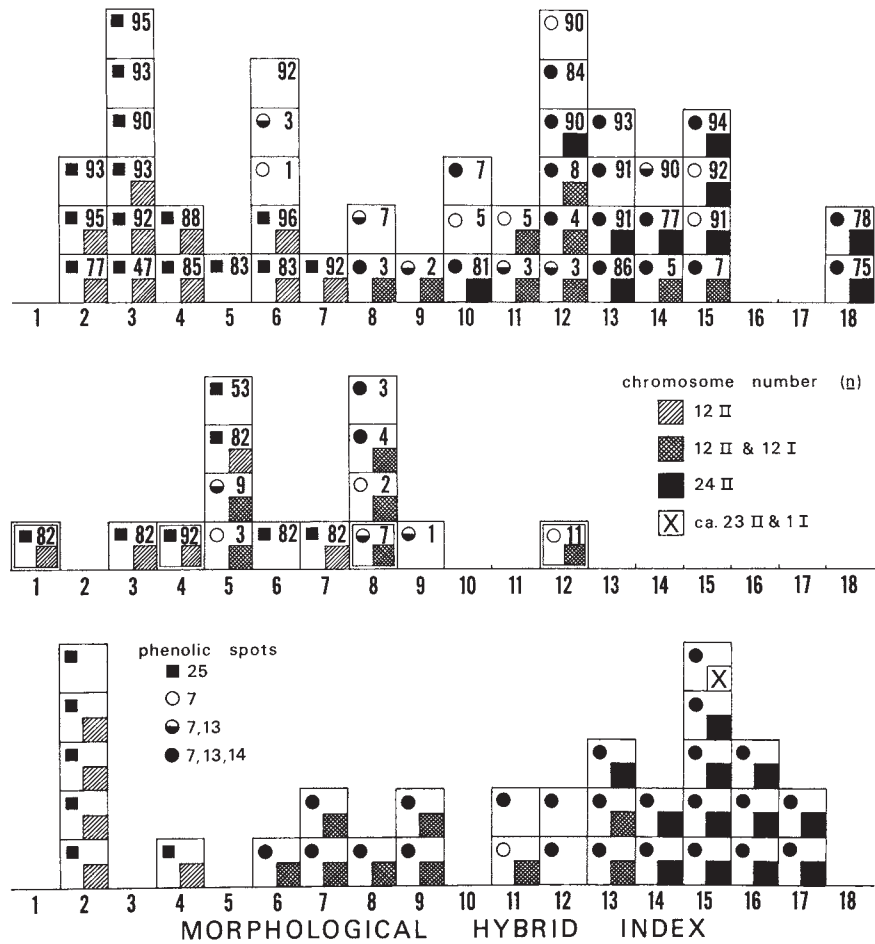 95 90
93 92 84
90 3 90 93 94
93 93 1 7 8 91 90 92
95 92 88 96 7 5 5 4 91 77 91 78
77 47 85 83 83 92 3 2 81 3 3 86 5 7 75
1 2 3 4 5 6 7 8 9 10 11 12 13 14 15 16 17 18
chromosome number (n)
12 II
12 II & 12 I
24 II
X ca. 23 II & 1 I
53 3
82 4
9 2
82 82 92 3 82 82 7 1 11
1 2 3 4 5 6 7 8 9 10 11 12 13 14 15 16 17 18
phenolic spots
25
7
7, 13
7, 13, 14
X
1 2 3 4 5 6 7 8 9 10 11 12 13 14 15 16 17 18
MORPHOLOGICAL HYBRID INDEX